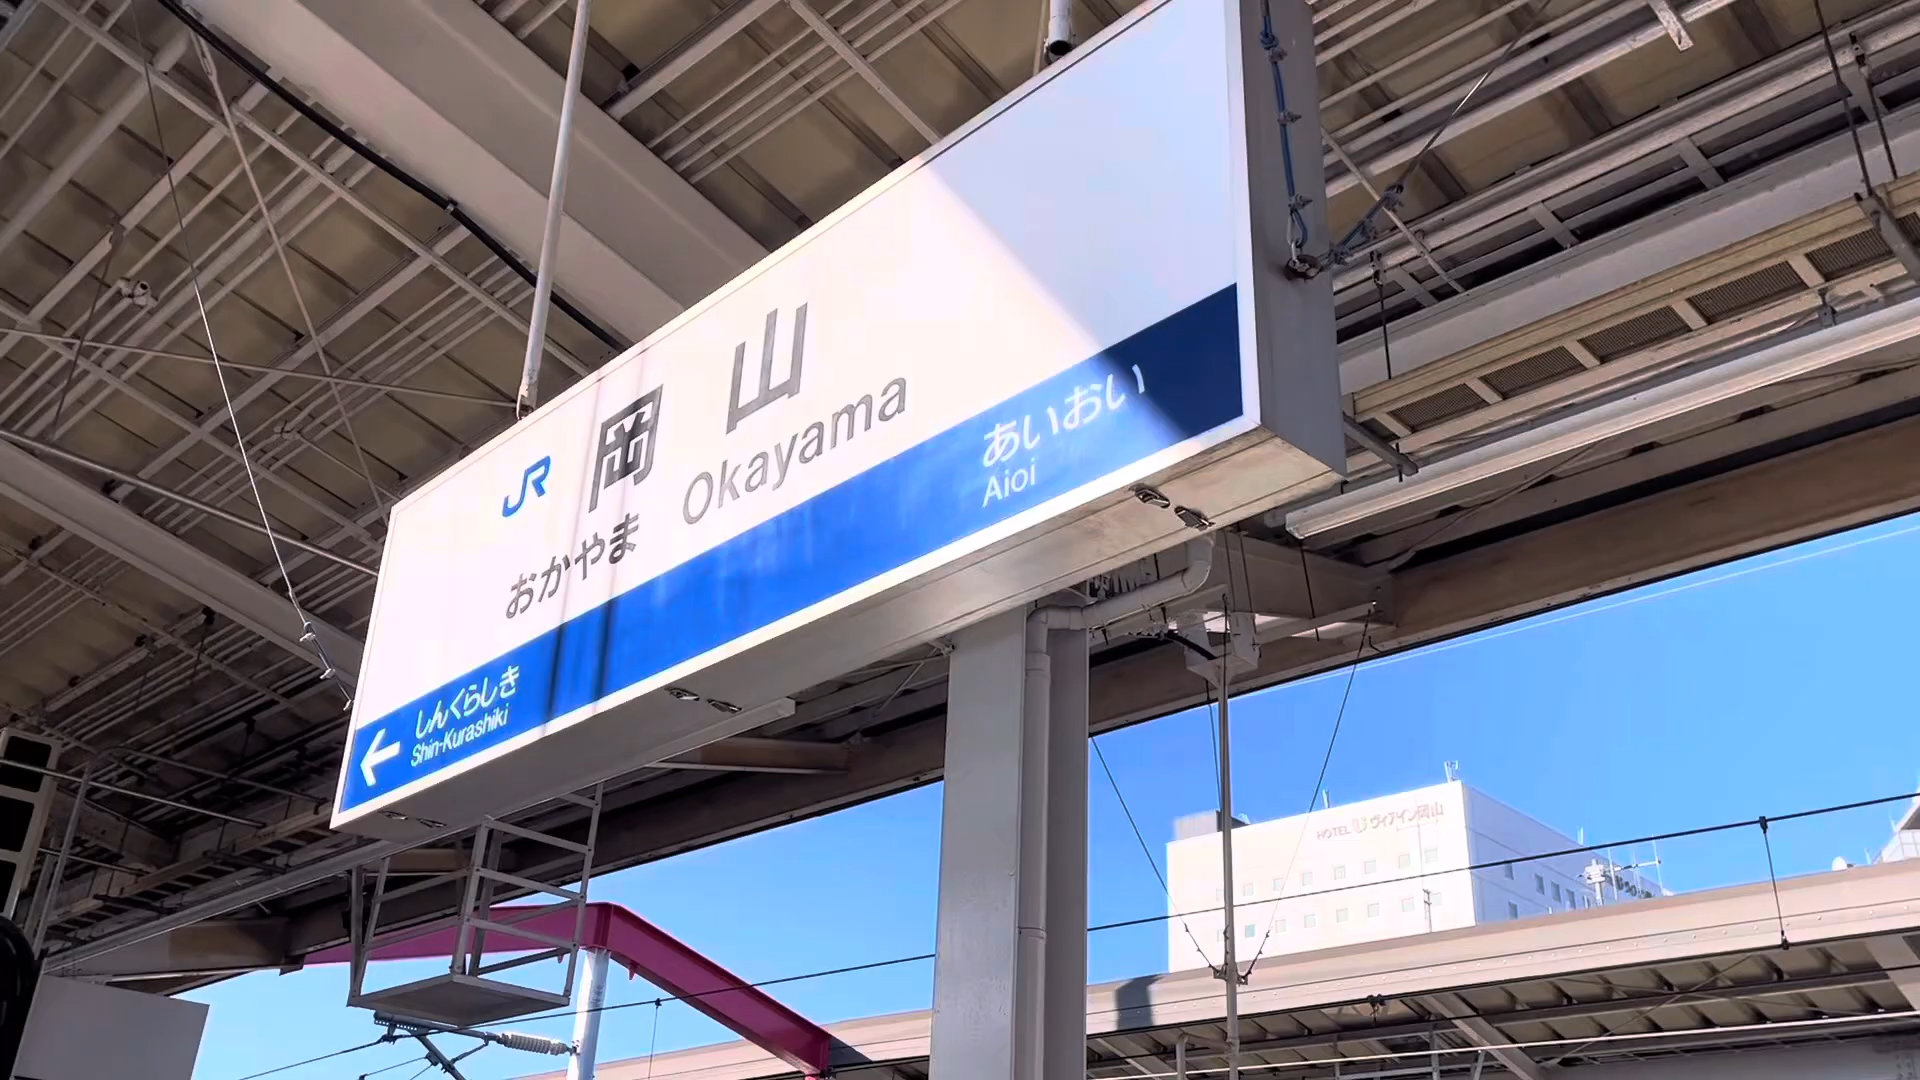 JR 岡山
おかやま Okayama
あいおい
Aioi
しんくらしき
← Shin-Kurashiki
HOTEL ヴィアイン岡山